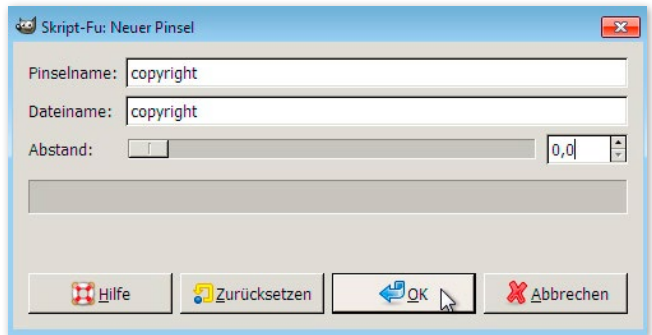 Skript-Fu: Neuer Pinsel
Pinselname: copyright
Dateiname: copyright
Abstand: 0,0
Hilfe Zurücksetzen OK Abbrechen